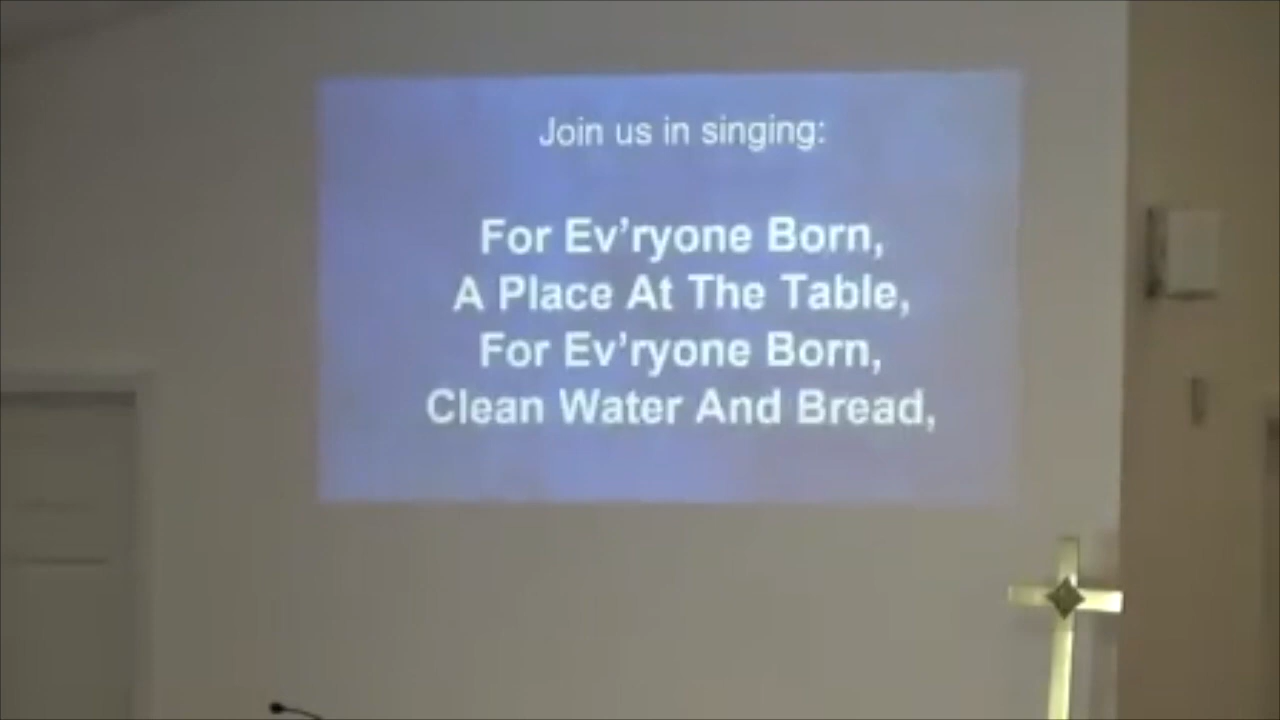 Join us in singing:
For Ev’ryone Born,
A Place At The Table,
For Ev’ryone Born,
Clean Water And Bread,